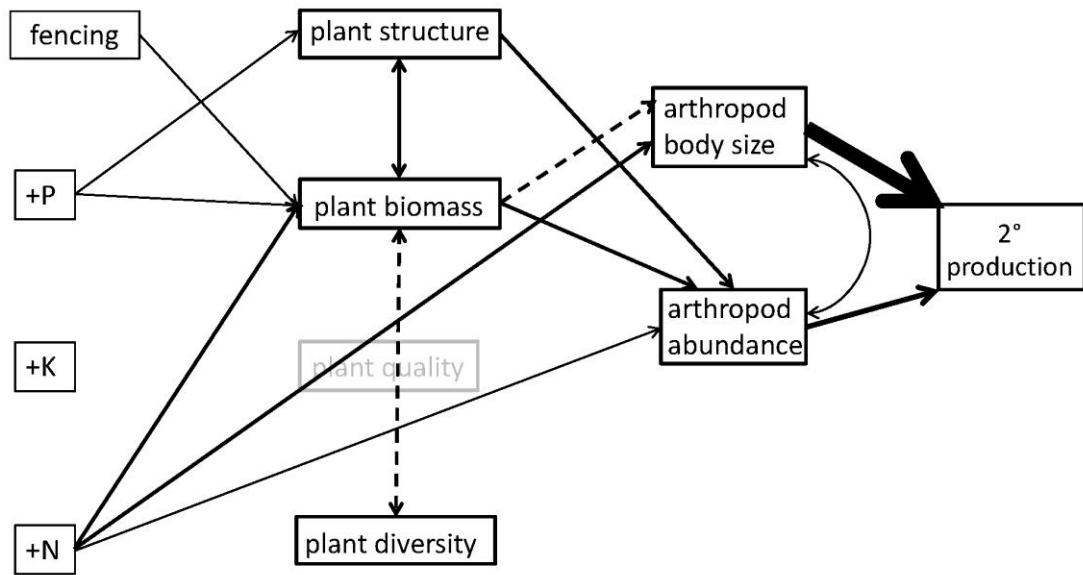 fencing
plant structure
arthropod
body size
+P
plant biomass
2°
production
arthropod
abundance
+K
plant quality
+N
plant diversity